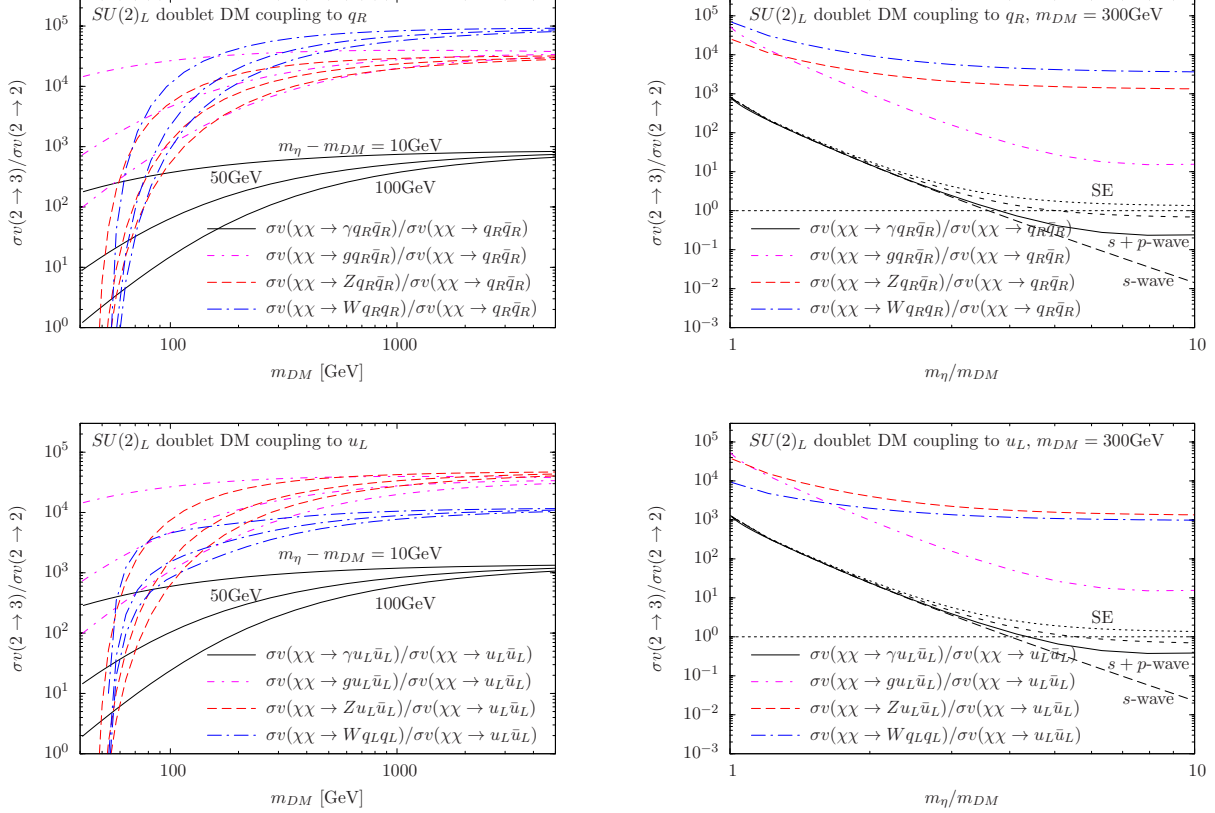 SU(2)_L doublet DM coupling to q_R
10^5
10^4
10^3
10^2
10^1
10^0
σv(2 → 3)/σv(2 → 2)
m_η − m_DM = 10GeV
50GeV
100GeV
σv(χχ → γq_R q̄_R)/σv(χχ → q_R q̄_R)
σv(χχ → gq_R q̄_R)/σv(χχ → q_R q̄_R)
σv(χχ → Zq_R q̄_R)/σv(χχ → q_R q̄_R)
σv(χχ → Wq_R q_R)/σv(χχ → q_R q̄_R)
100 1000
m_DM [GeV]
SU(2)_L doublet DM coupling to q_R, m_DM = 300GeV
10^5
10^4
10^3
10^2
10^1
10^0
10^−1
10^−2
10^−3
σv(2 → 3)/σv(2 → 2)
SE
s + p-wave
s-wave
σv(χχ → γq_R q̄_R)/σv(χχ → q_R q̄_R)
σv(χχ → gq_R q̄_R)/σv(χχ → q_R q̄_R)
σv(χχ → Zq_R q̄_R)/σv(χχ → q_R q̄_R)
σv(χχ → Wq_R q_R)/σv(χχ → q_R q̄_R)
1 10
m_η/m_DM
SU(2)_L doublet DM coupling to u_L
10^5
10^4
10^3
10^2
10^1
10^0
σv(2 → 3)/σv(2 → 2)
m_η − m_DM = 10GeV
50GeV
100GeV
σv(χχ → γu_L ū_L)/σv(χχ → u_L ū_L)
σv(χχ → gu_L ū_L)/σv(χχ → u_L ū_L)
σv(χχ → Zu_L ū_L)/σv(χχ → u_L ū_L)
σv(χχ → Wq_L q_L)/σv(χχ → u_L ū_L)
100 1000
m_DM [GeV]
SU(2)_L doublet DM coupling to u_L, m_DM = 300GeV
10^5
10^4
10^3
10^2
10^1
10^0
10^−1
10^−2
10^−3
σv(2 → 3)/σv(2 → 2)
SE
s + p-wave
s-wave
σv(χχ → γu_L ū_L)/σv(χχ → u_L ū_L)
σv(χχ → gu_L ū_L)/σv(χχ → u_L ū_L)
σv(χχ → Zu_L ū_L)/σv(χχ → u_L ū_L)
σv(χχ → Wq_L q_L)/σv(χχ → u_L ū_L)
1 10
m_η/m_DM